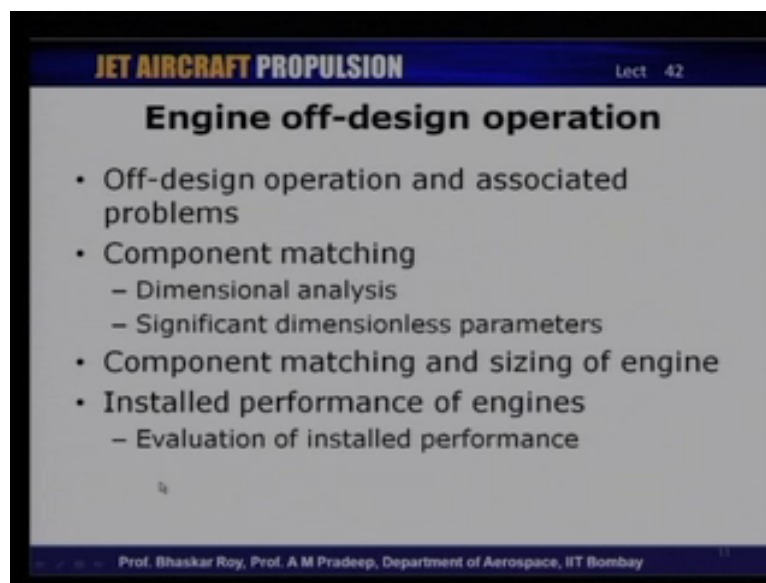 JET AIRCRAFT PROPULSION Lect 42
Engine off-design operation
• Off-design operation and associated
problems
• Component matching
– Dimensional analysis
– Significant dimensionless parameters
• Component matching and sizing of engine
• Installed performance of engines
– Evaluation of installed performance
Prof. Bhaskar Roy, Prof. A M Pradeep, Department of Aerospace, IIT Bombay
11